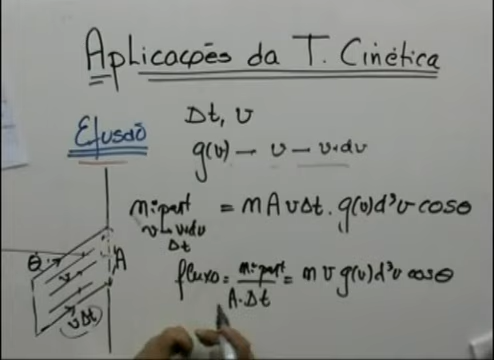 Aplicações da T. Cinética
Efusão
Δt, v
g(v) — v — v+dv
nº part = n A v Δt . g(v) d³v cosθ
v — v+dv
Δt
fluxo = nº part / A·Δt = n v g(v) d³v cosθ
θ
v
A
vΔt